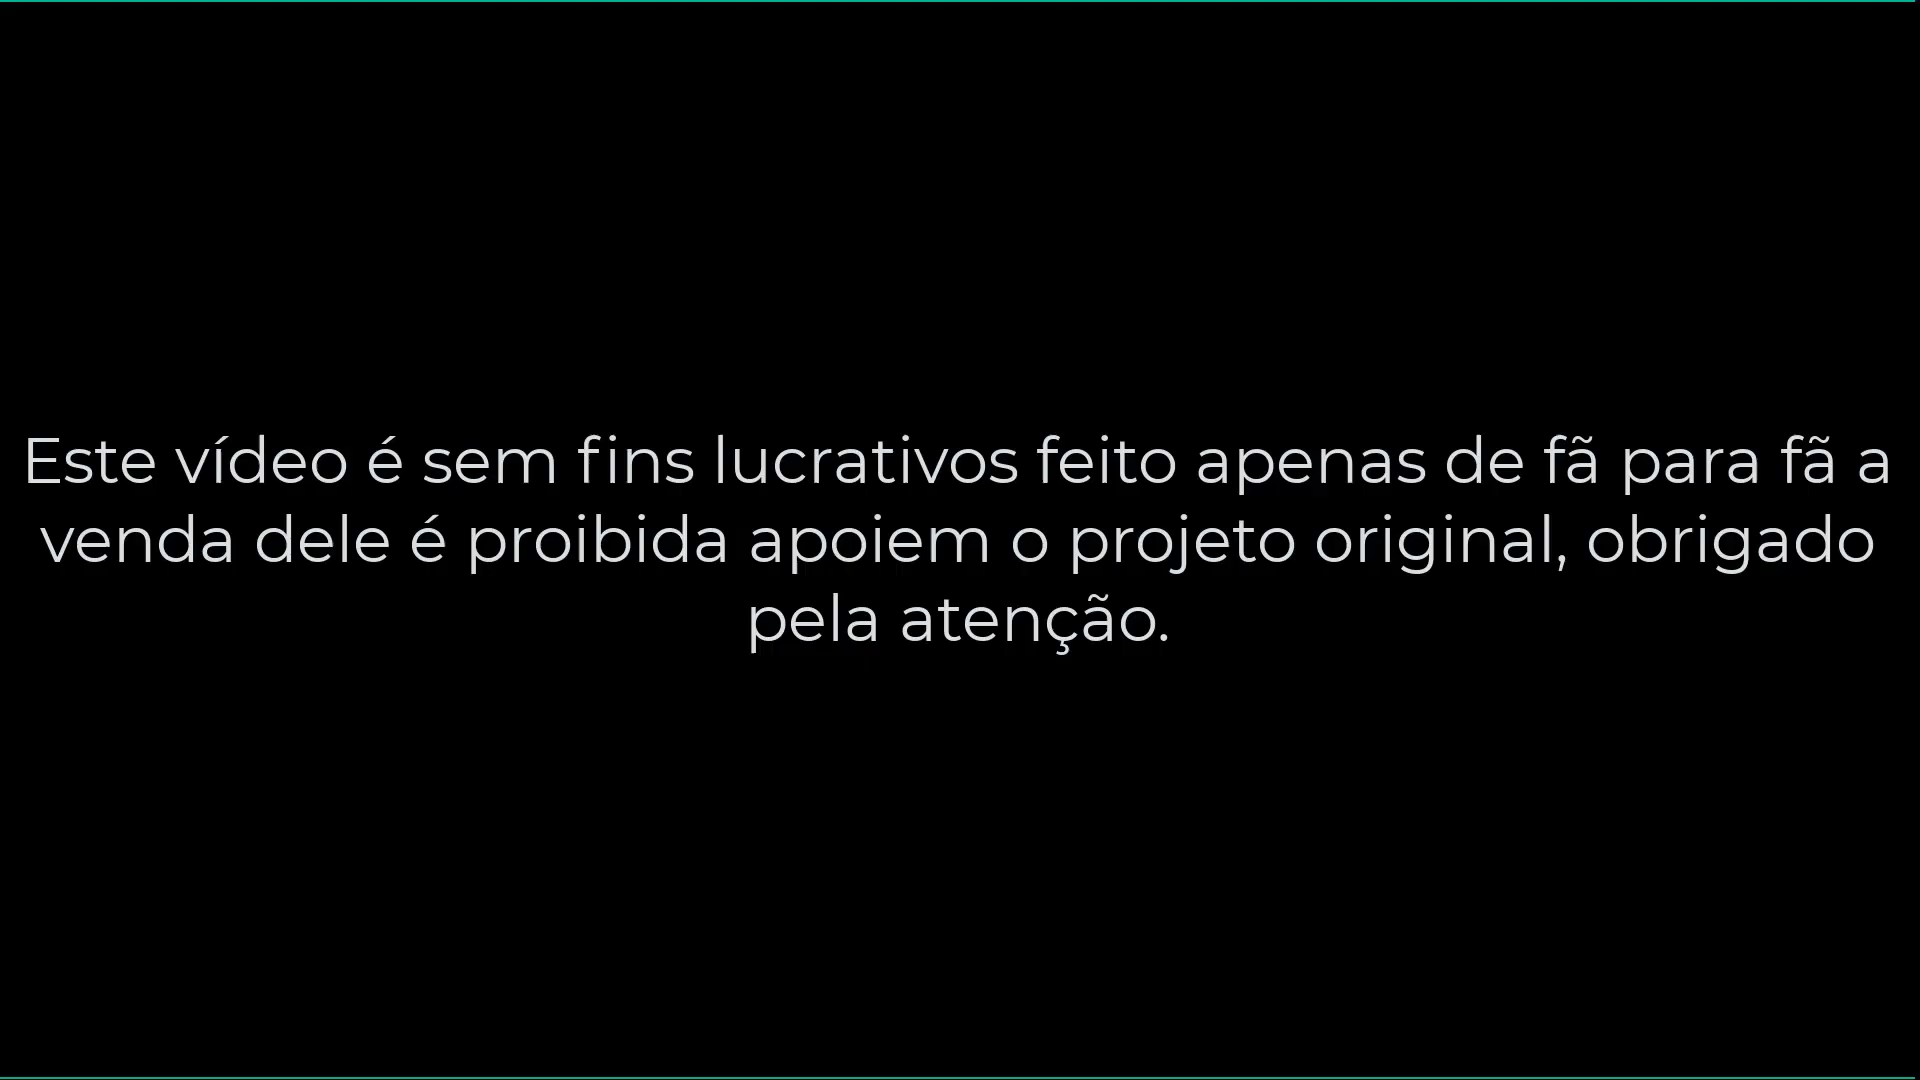 Este vídeo é sem fins lucrativos feito apenas de fã para fã a
venda dele é proibida apoiem o projeto original, obrigado
pela atenção.